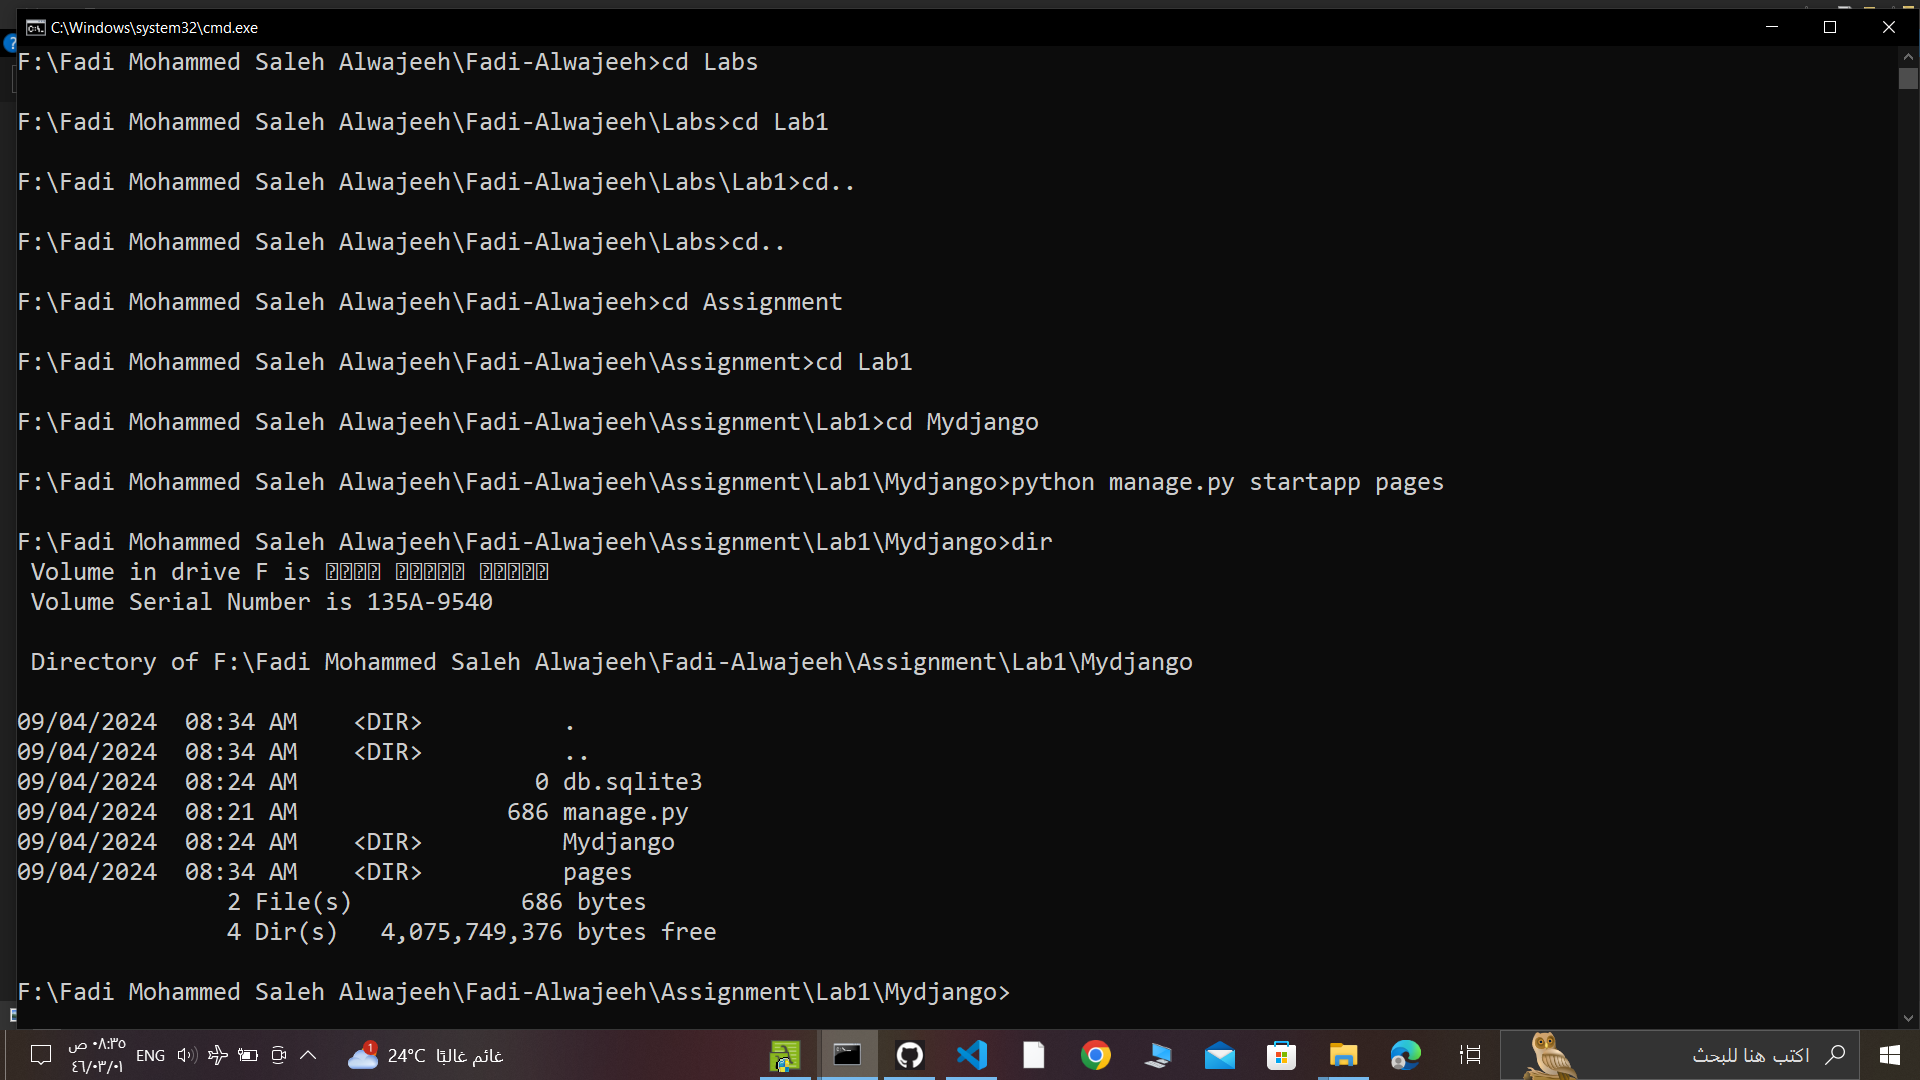 C:\Windows\system32\cmd.exe
F:\Fadi Mohammed Saleh Alwajeeh\Fadi-Alwajeeh>cd Labs
F:\Fadi Mohammed Saleh Alwajeeh\Fadi-Alwajeeh\Labs>cd Lab1
F:\Fadi Mohammed Saleh Alwajeeh\Fadi-Alwajeeh\Labs\Lab1>cd..
F:\Fadi Mohammed Saleh Alwajeeh\Fadi-Alwajeeh\Labs>cd..
F:\Fadi Mohammed Saleh Alwajeeh\Fadi-Alwajeeh>cd Assignment
F:\Fadi Mohammed Saleh Alwajeeh\Fadi-Alwajeeh\Assignment>cd Lab1
F:\Fadi Mohammed Saleh Alwajeeh\Fadi-Alwajeeh\Assignment\Lab1>cd Mydjango
F:\Fadi Mohammed Saleh Alwajeeh\Fadi-Alwajeeh\Assignment\Lab1\Mydjango>python manage.py startapp pages
F:\Fadi Mohammed Saleh Alwajeeh\Fadi-Alwajeeh\Assignment\Lab1\Mydjango>dir
Volume in drive F is
Volume Serial Number is 135A-9540
Directory of F:\Fadi Mohammed Saleh Alwajeeh\Fadi-Alwajeeh\Assignment\Lab1\Mydjango
09/04/2024  08:34 AM    <DIR>          .
09/04/2024  08:34 AM    <DIR>          ..
09/04/2024  08:24 AM                 0 db.sqlite3
09/04/2024  08:21 AM               686 manage.py
09/04/2024  08:24 AM    <DIR>          Mydjango
09/04/2024  08:34 AM    <DIR>          pages
2 File(s)            686 bytes
4 Dir(s)   4,075,749,376 bytes free
F:\Fadi Mohammed Saleh Alwajeeh\Fadi-Alwajeeh\Assignment\Lab1\Mydjango>
٠٨:٣٥ ص
٤٦/٠٣/٠١
ENG
1
24°C غائم غالبًا
اكتب هنا للبحث